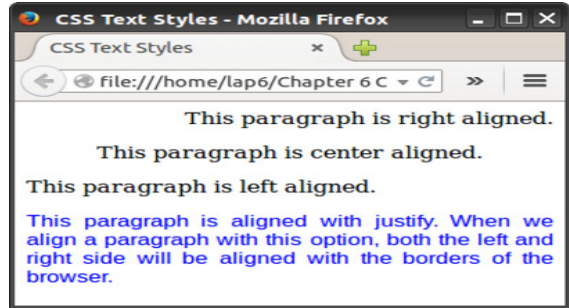 CSS Text Styles - Mozilla Firefox
CSS Text Styles
file:///home/lap6/Chapter 6 C
This paragraph is right aligned.
This paragraph is center aligned.
This paragraph is left aligned.
This paragraph is aligned with justify. When we
align a paragraph with this option, both the left and
right side will be aligned with the borders of the
browser.